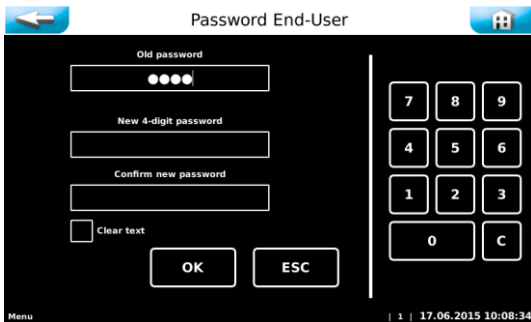 Password End-User
Old password
●●●●
New 4-digit password
Confirm new password
Clear text
OK ESC
7 8 9
4 5 6
1 2 3
0 C
Menu | 1 | 17.06.2015 10:08:34